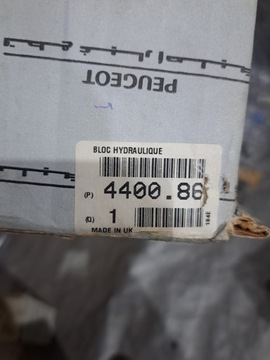 PEUGEOT
BLOC HYDRAULIQUE
(P) 4400.86
(Q) 1
MADE IN UK